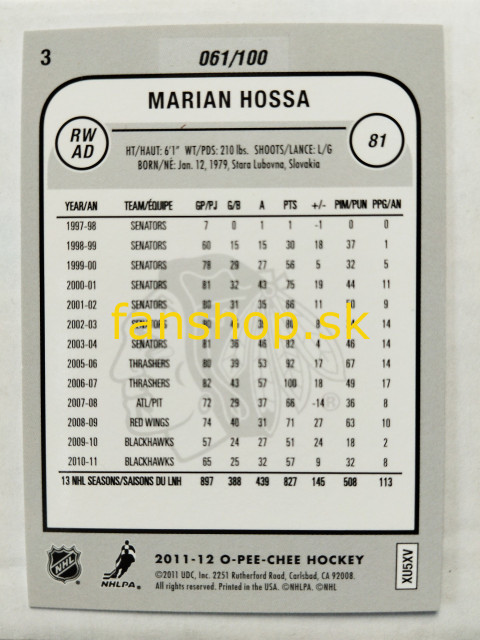 3
061/100
MARIAN HOSSA
RW
AD
81
HT/HAUT: 6'1" WT/PDS: 210 lbs. SHOOTS/LANCE: L/G
BORN/NÉ: Jan. 12, 1979, Stara Lubovna, Slovakia
YEAR/AN TEAM/ÉQUIPE GP/PJ G/B A PTS +/- PIM/PUN PPG/AN
1997-98 SENATORS 7 0 1 1 -1 0 0
1998-99 SENATORS 60 15 15 30 18 37 1
1999-00 SENATORS 78 29 27 56 5 32 5
2000-01 SENATORS 81 32 43 75 19 44 11
2001-02 SENATORS 80 31 35 66 11 50 9
2002-03 SENATORS 80 80 8 14
fanshop.sk
2003-04 SENATORS 81 36 46 82 4 46 14
2005-06 THRASHERS 80 39 53 92 17 67 14
2006-07 THRASHERS 82 43 57 100 18 49 17
2007-08 ATL/PIT 72 29 37 66 -14 36 8
2008-09 RED WINGS 74 40 31 71 27 63 10
2009-10 BLACKHAWKS 57 24 27 51 24 18 2
2010-11 BLACKHAWKS 65 25 32 57 9 32 8
13 NHL SEASONS/SAISONS DU LNH 897 388 439 827 145 508 113
NHL
NHLPA.
2011-12 O-PEE-CHEE HOCKEY
©2011 UDC, Inc. 2251 Rutherford Road, Carlsbad, CA 92008.
All rights reserved. Printed in the USA. ©NHLPA. ©NHL
XU5XV